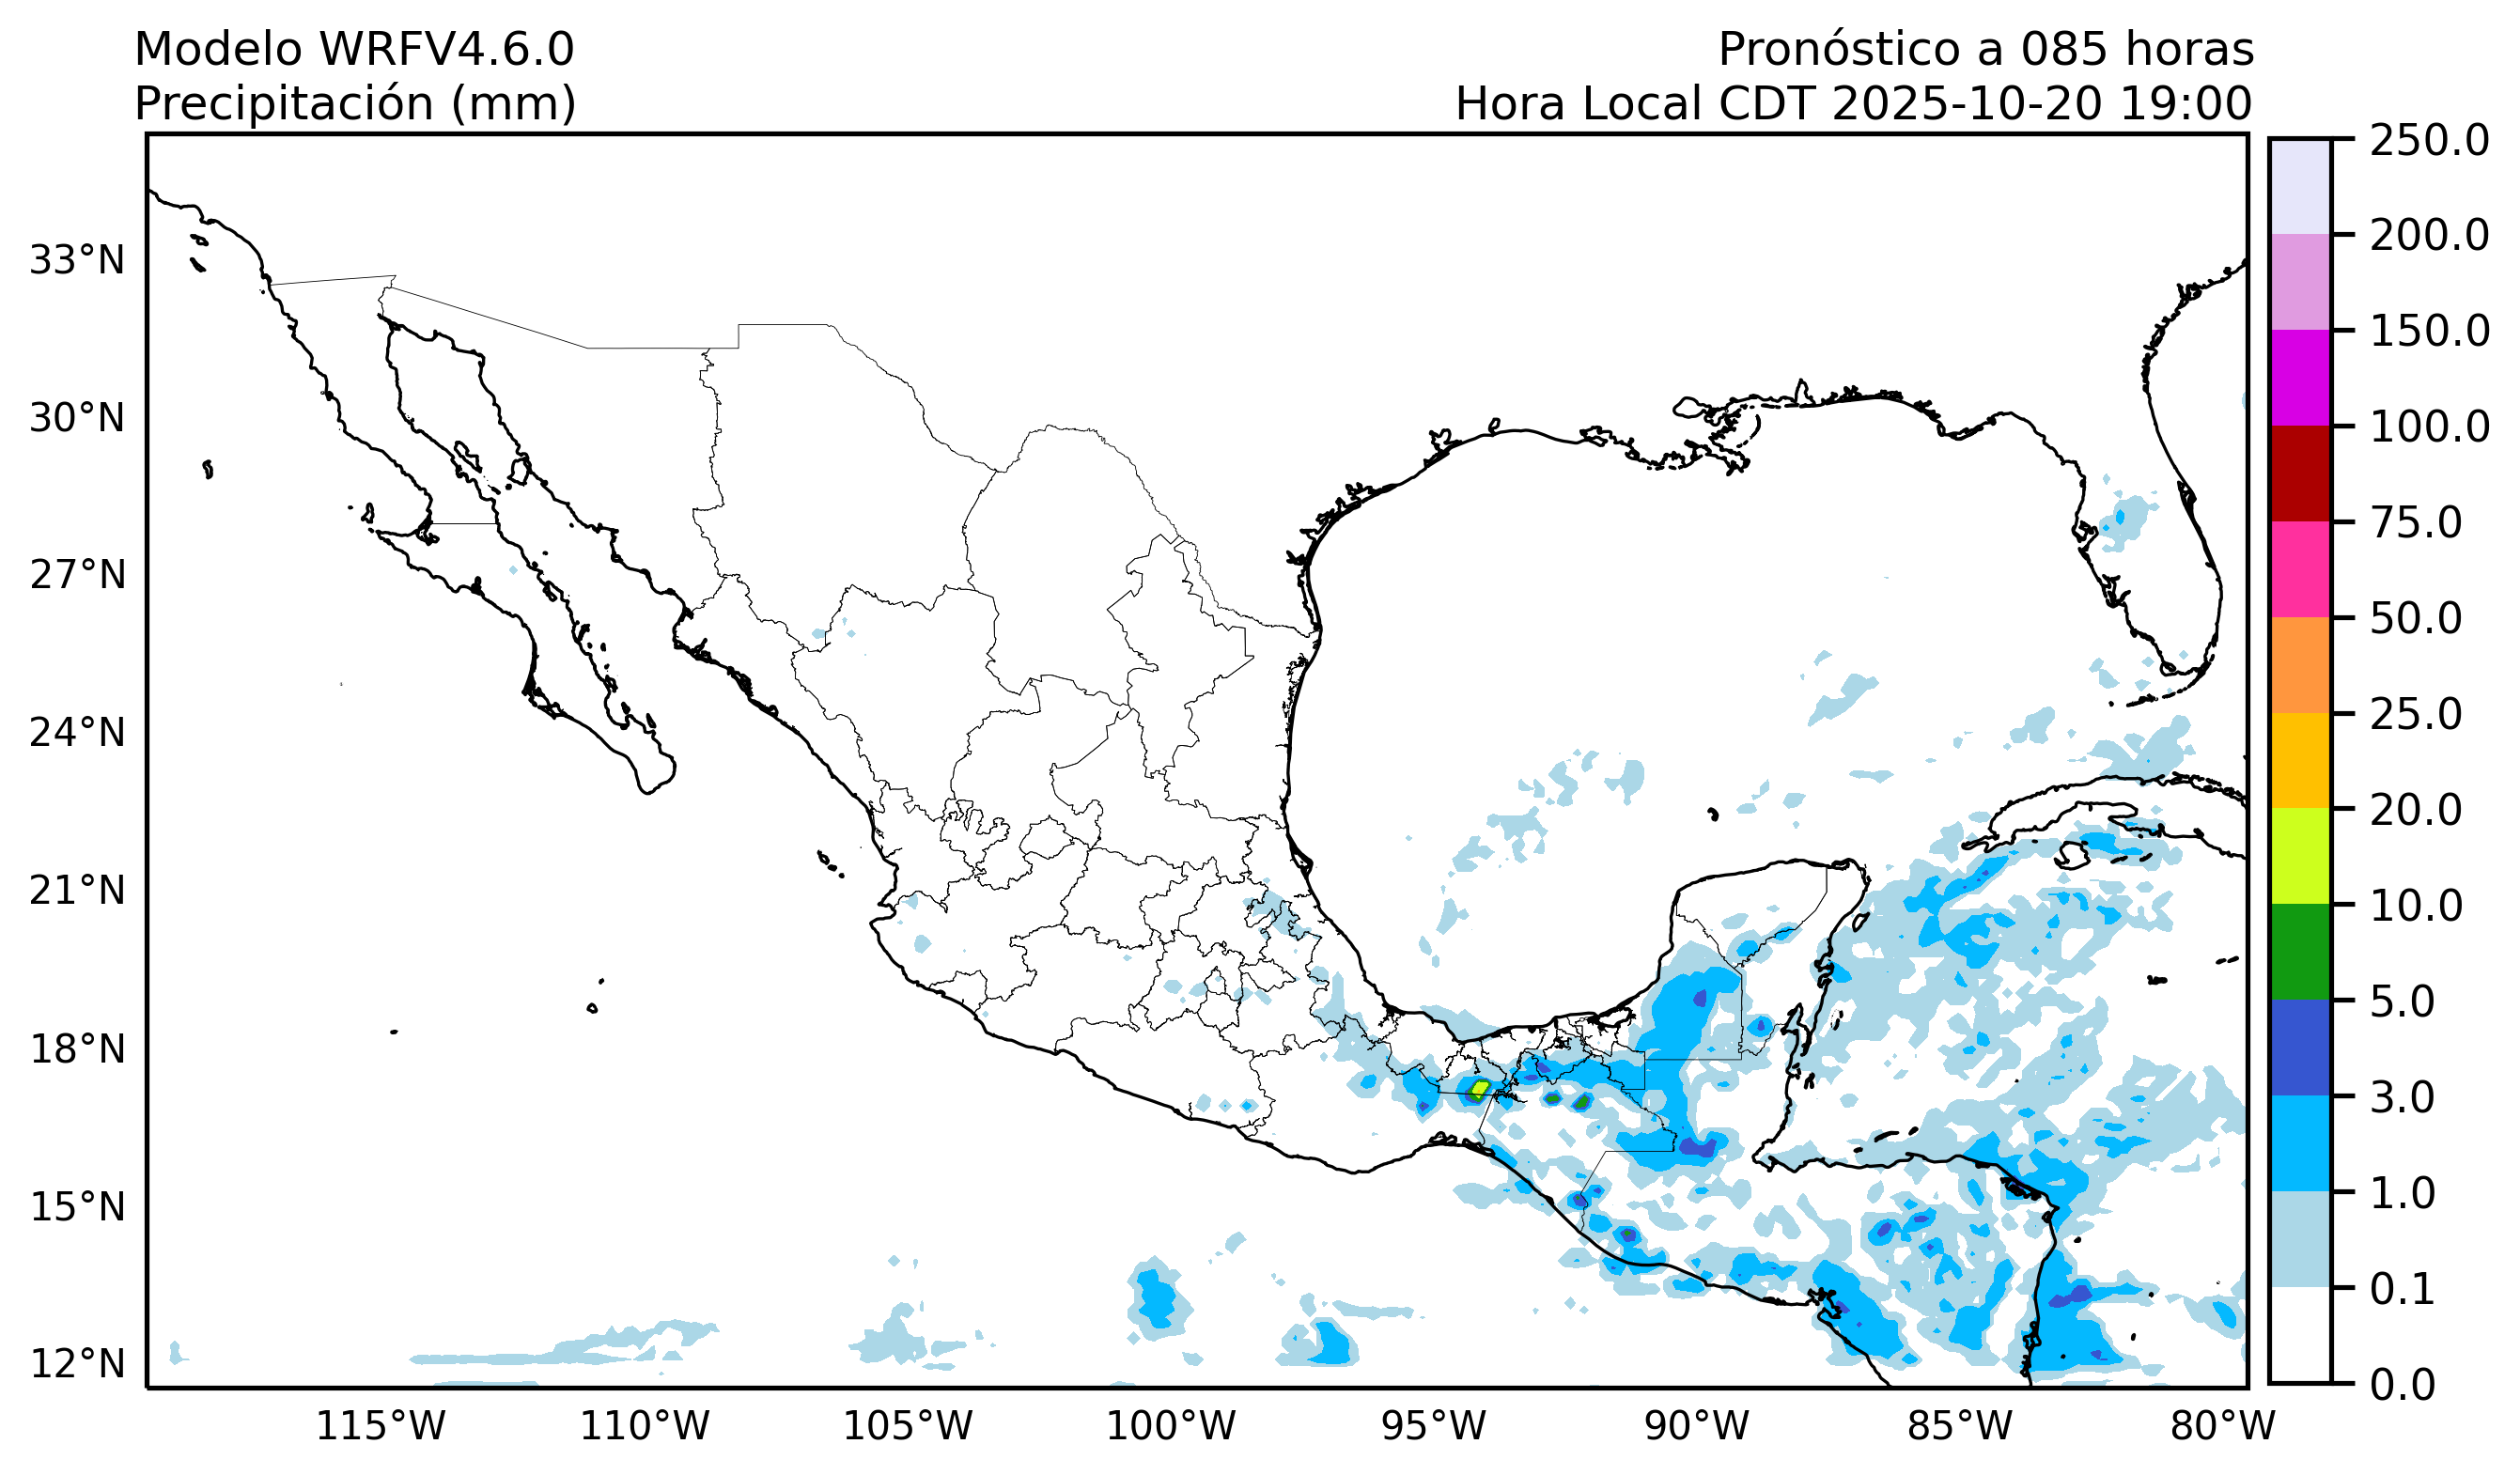 Modelo WRFV4.6.0
Precipitación (mm)
Pronóstico a 085 horas
Hora Local CDT 2025-10-20 19:00
33°N
30°N
27°N
24°N
21°N
18°N
15°N
12°N
115°W
110°W
105°W
100°W
95°W
90°W
85°W
80°W
250.0
200.0
150.0
100.0
75.0
50.0
25.0
20.0
10.0
5.0
3.0
1.0
0.1
0.0